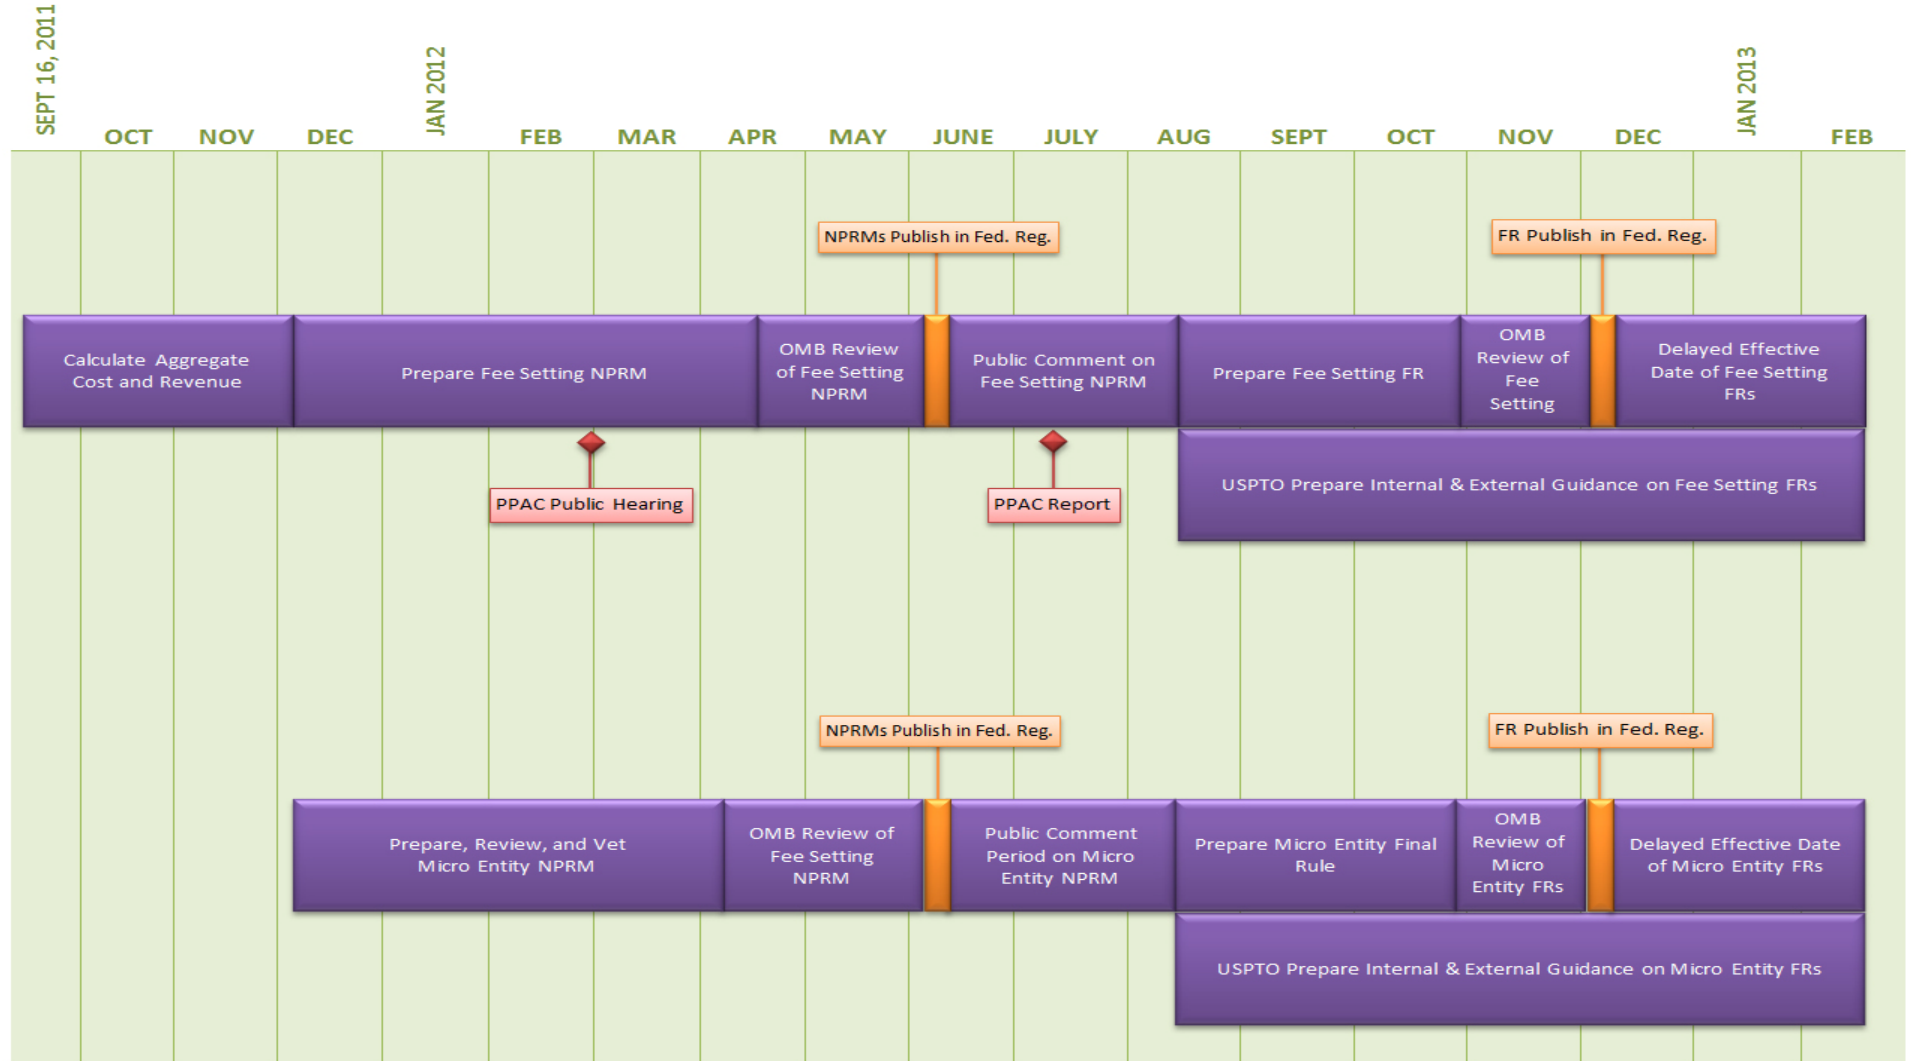 SEPT 16, 2011
OCT
NOV
DEC
JAN 2012
FEB
MAR
APR
MAY
JUNE
JULY
AUG
SEPT
OCT
NOV
DEC
JAN 2013
FEB
NPRMs Publish in Fed. Reg.
FR Publish in Fed. Reg.
Calculate Aggregate
Cost and Revenue
Prepare Fee Setting NPRM
OMB Review
of Fee Setting
NPRM
Public Comment on
Fee Setting NPRM
Prepare Fee Setting FR
OMB
Review of
Fee
Setting
Delayed Effective
Date of Fee Setting
FRs
PPAC Public Hearing
PPAC Report
USPTO Prepare Internal & External Guidance on Fee Setting FRs
NPRMs Publish in Fed. Reg.
FR Publish in Fed. Reg.
Prepare, Review, and Vet
Micro Entity NPRM
OMB Review of
Fee Setting
NPRM
Public Comment
Period on Micro
Entity NPRM
Prepare Micro Entity Final
Rule
OMB
Review of
Micro
Entity FRs
Delayed Effective Date
of Micro Entity FRs
USPTO Prepare Internal & External Guidance on Micro Entity FRs